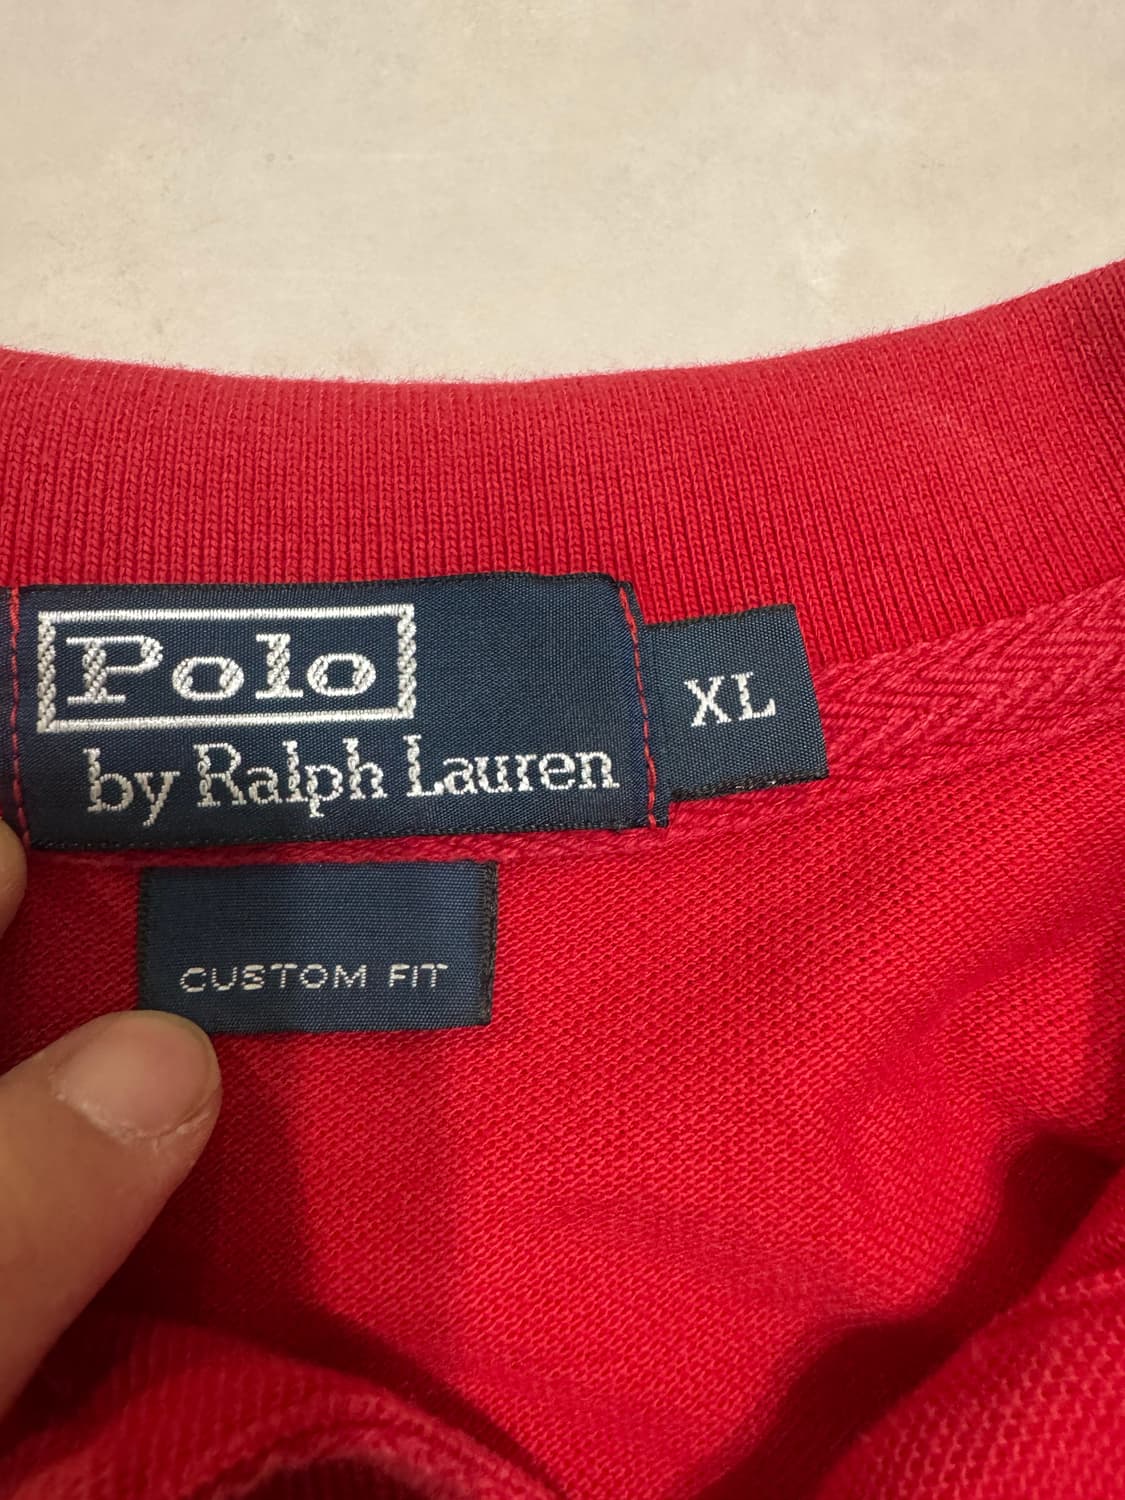 Polo
by Ralph Lauren
XL
CUSTOM FIT